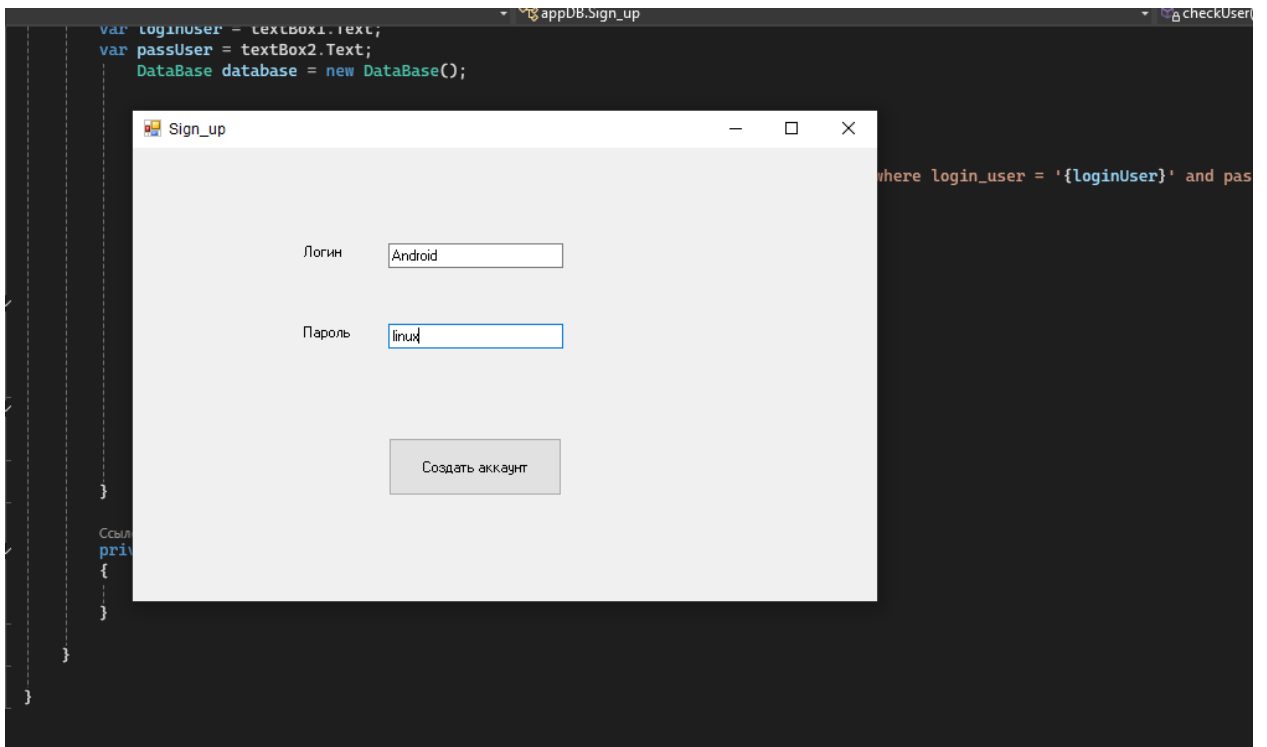 appDB.Sign_up checkUser(
var loginUser = textBox1.Text;
var passUser = textBox2.Text;
DataBase database = new DataBase();
Sign_up
where login_user = '{loginUser}' and pas
Логин Android
Пароль linux
Создать аккаунт
}
Ссыл
priv
{
}
}
}